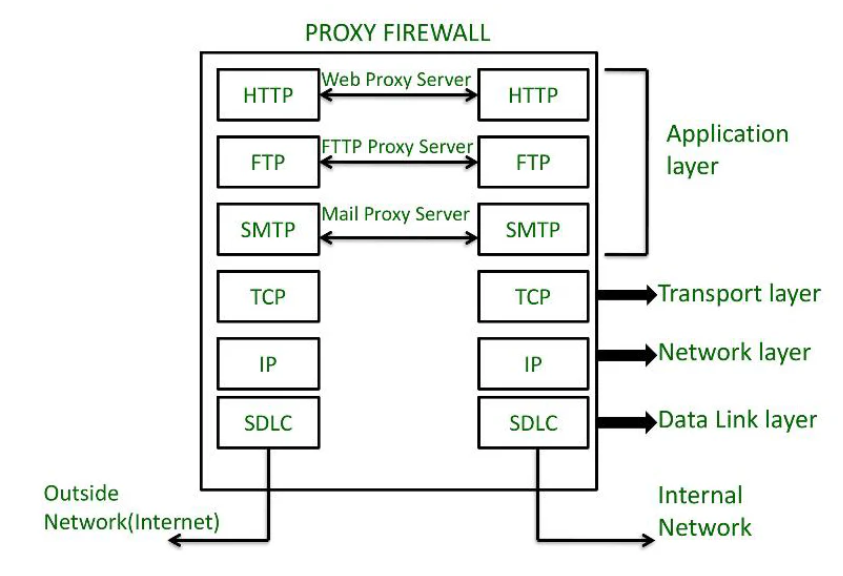 PROXY FIREWALL
HTTP
Web Proxy Server
HTTP
FTP
FTTP Proxy Server
FTP
SMTP
Mail Proxy Server
SMTP
Application
layer
TCP
TCP
Transport layer
IP
IP
Network layer
SDLC
SDLC
Data Link layer
Outside
Network(Internet)
Internal
Network